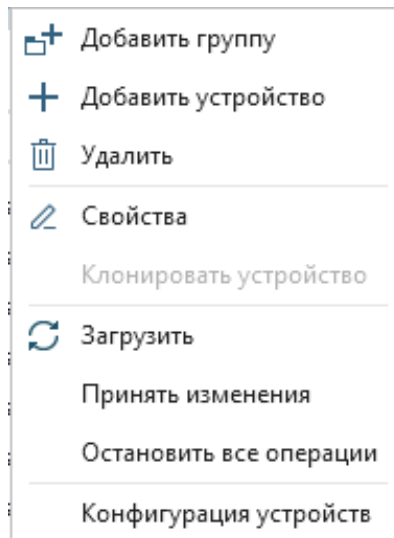 Добавить группу
Добавить устройство
Удалить
Свойства
Клонировать устройство
Загрузить
Принять изменения
Остановить все операции
Конфигурация устройств